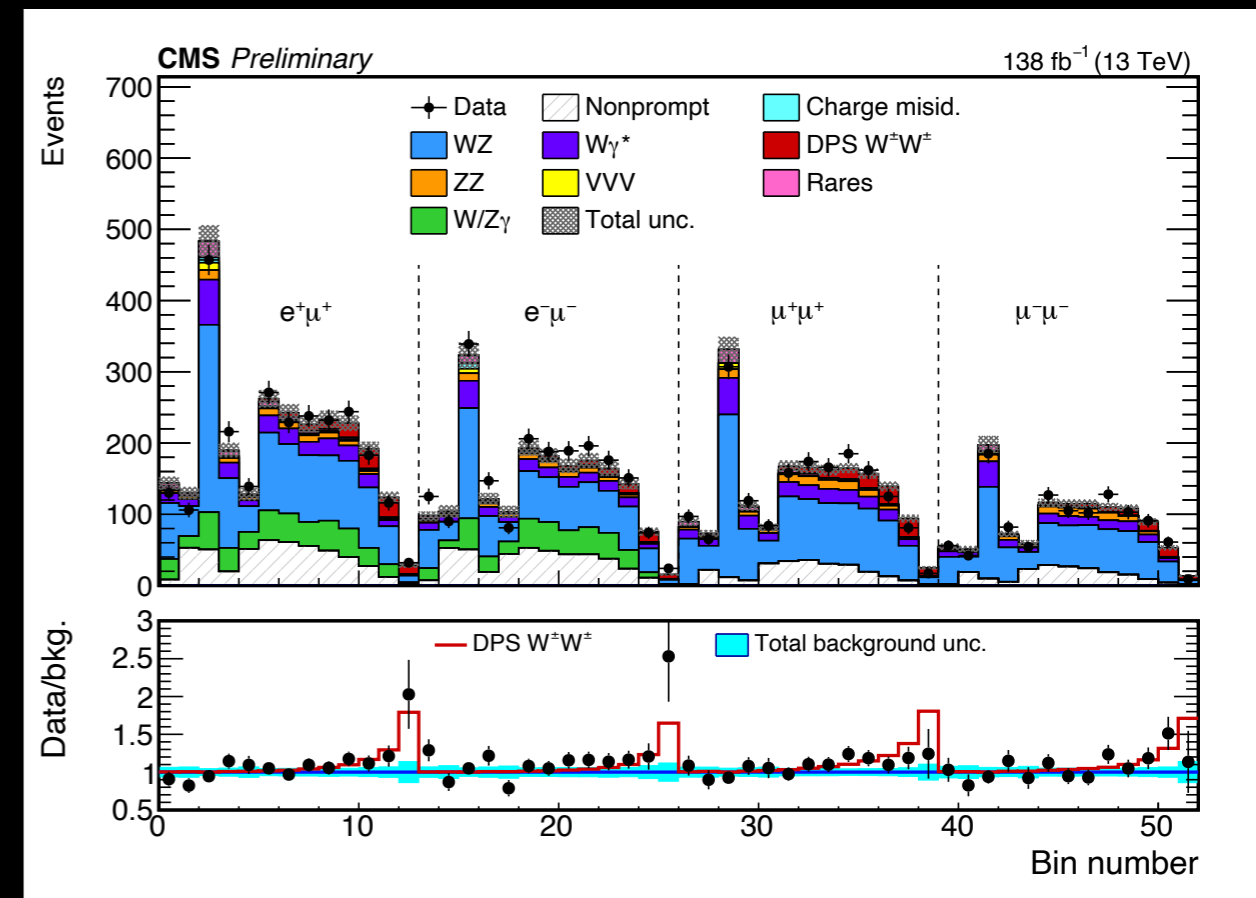 CMS Preliminary 138 fb⁻¹ (13 TeV)
Events
700
600
500
400
300
200
100
0
Data Nonprompt Charge misid.
WZ Wγ* DPS W±W±
ZZ VVV Rares
W/Zγ Total unc.
e⁺μ⁺ e⁻μ⁻ μ⁺μ⁺ μ⁻μ⁻
Data/bkg.
3
2.5
2
1.5
1
0.5
DPS W±W± Total background unc.
0 10 20 30 40 50
Bin number